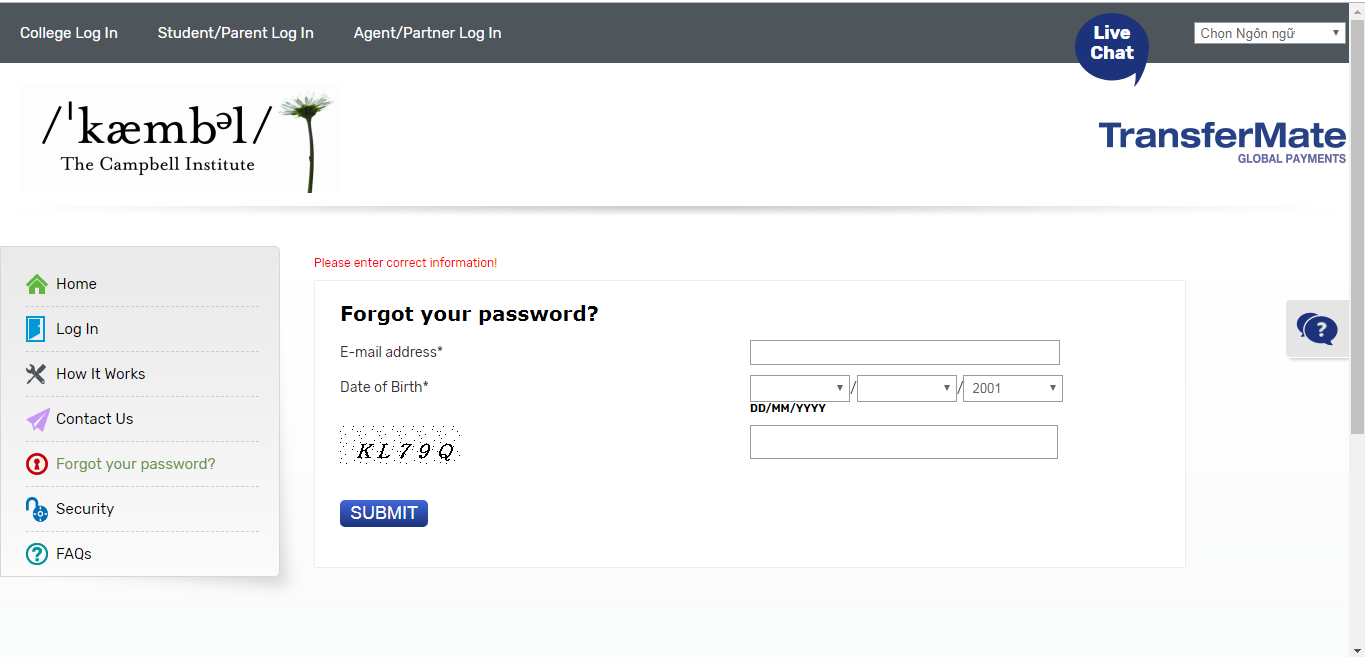 College Log In Student/Parent Log In Agent/Partner Log In Live Chat Chọn Ngôn ngữ
/ˈkæmbəl/
The Campbell Institute
TransferMate
GLOBAL PAYMENTS
Home
Log In
How It Works
Contact Us
Forgot your password?
Security
FAQs
Please enter correct information!
Forgot your password?
E-mail address*
Date of Birth* / / 2001
DD/MM/YYYY
KL79Q
SUBMIT
?